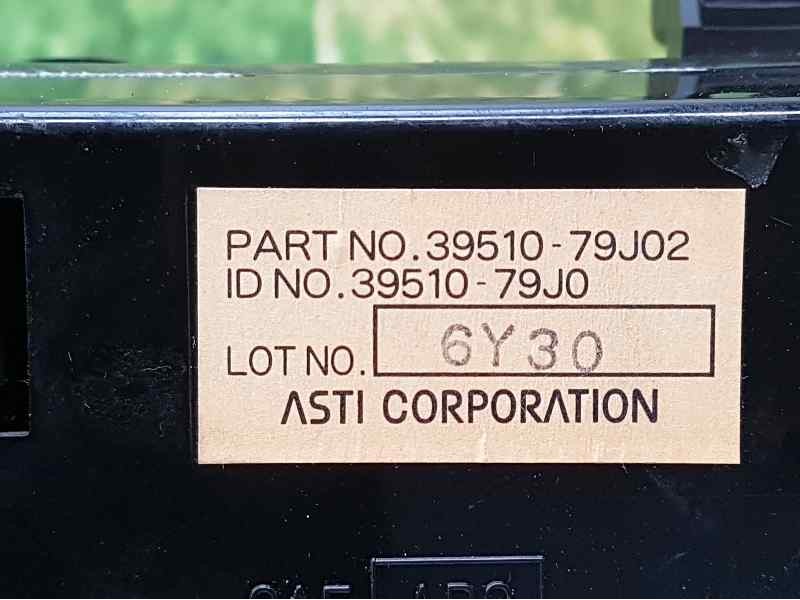 PART NO. 39510-79J02
ID NO. 39510-79J0
LOT NO. 6Y30
ASTI CORPORATION